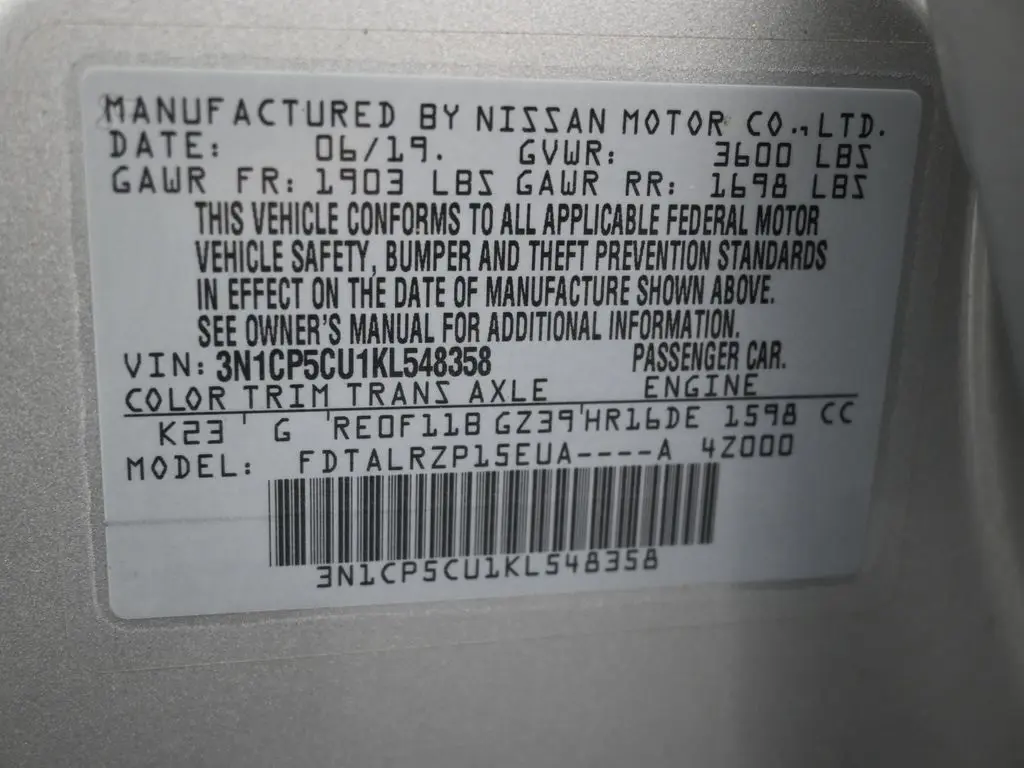 MANUFACTURED BY NISSAN MOTOR CO.,LTD.
DATE: 06/19. GVWR: 3600 LBS
GAWR FR: 1903 LBS GAWR RR: 1698 LBS
THIS VEHICLE CONFORMS TO ALL APPLICABLE FEDERAL MOTOR
VEHICLE SAFETY, BUMPER AND THEFT PREVENTION STANDARDS
IN EFFECT ON THE DATE OF MANUFACTURE SHOWN ABOVE.
SEE OWNER'S MANUAL FOR ADDITIONAL INFORMATION.
VIN: 3N1CP5CU1KL548358 PASSENGER CAR.
COLOR TRIM TRANS AXLE ENGINE
K23 ' G ' RE0F11B GZ39 ' HR16DE 1598 CC
MODEL: FDTALRZP15EUA----A 4Z000
3N1CP5CU1KL548358